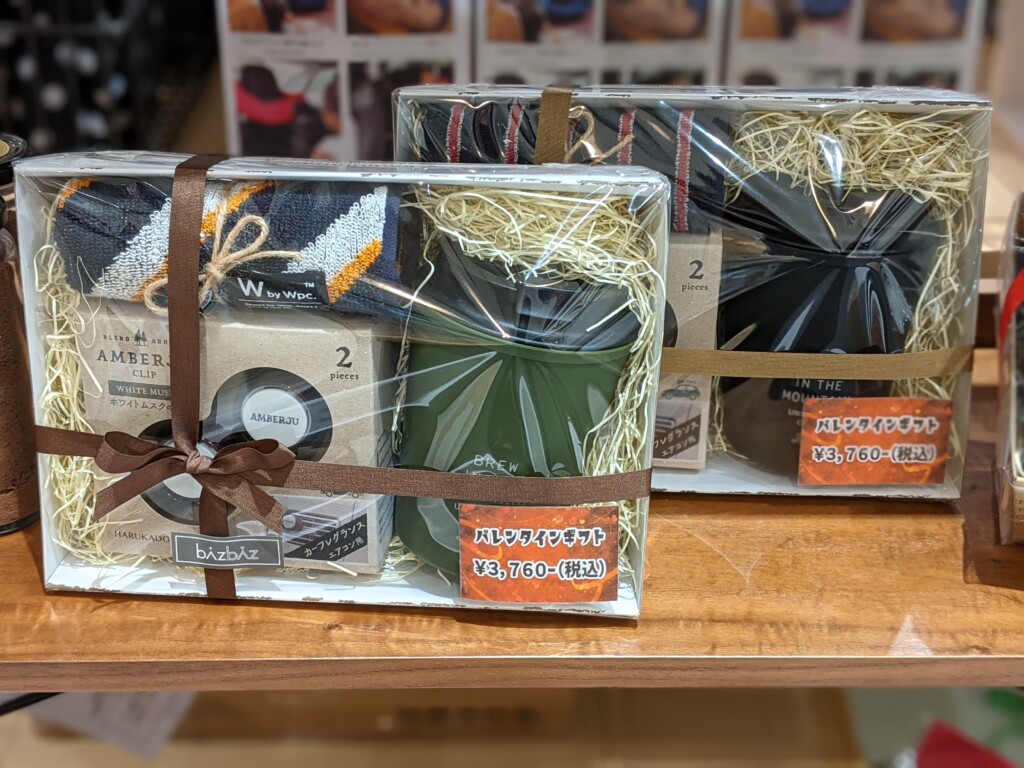 W™
by Wpc.
BLEND
AMBERJU
CLIP
WHITE MUSK
ホワイトムスク
2
pieces
AMBERJU
HARUKADO
カーフレグランス
エアコン用
bizbiz
BREW
バレンタインギフト
¥3,760-(税込)
2
pieces
IN THE
MOUNTAIN
バレンタインギフト
¥3,760-(税込)